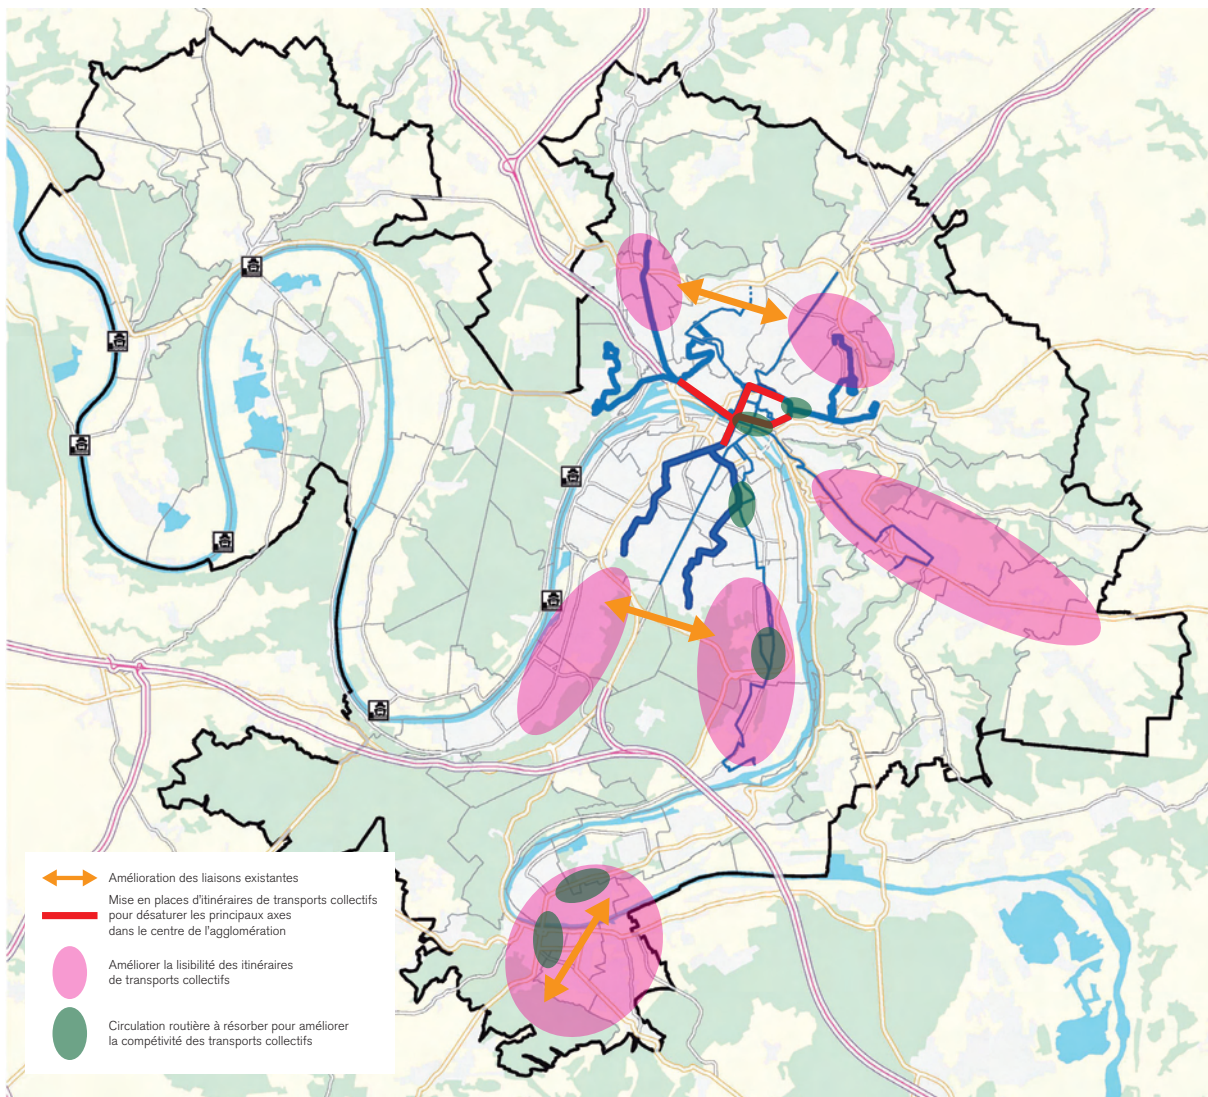 Amélioration des liaisons existantes
Mise en places d'itinéraires de transports collectifs
pour désaturer les principaux axes
dans le centre de l'agglomération
Améliorer la lisibilité des itinéraires
de transports collectifs
Circulation routière à résorber pour améliorer
la compétivité des transports collectifs